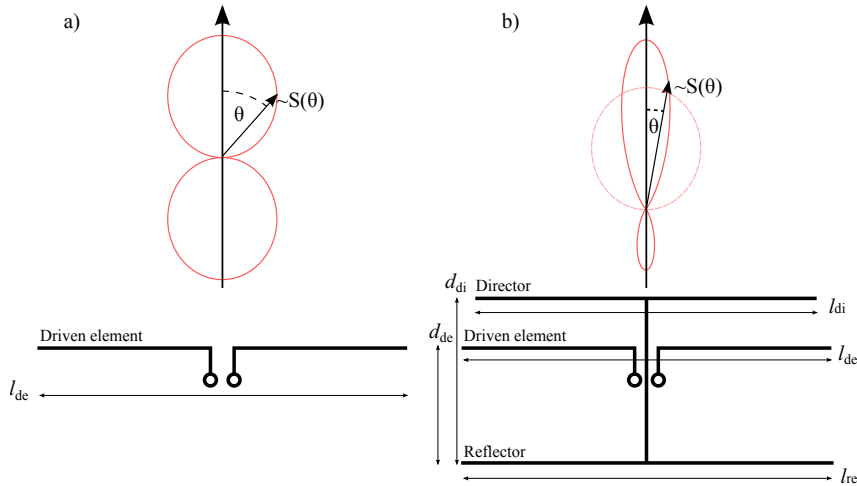 a)
θ
~S(θ)
Driven element
l_de
b)
~S(θ)
θ
d_di
Director
l_di
d_de
Driven element
l_de
Reflector
l_re